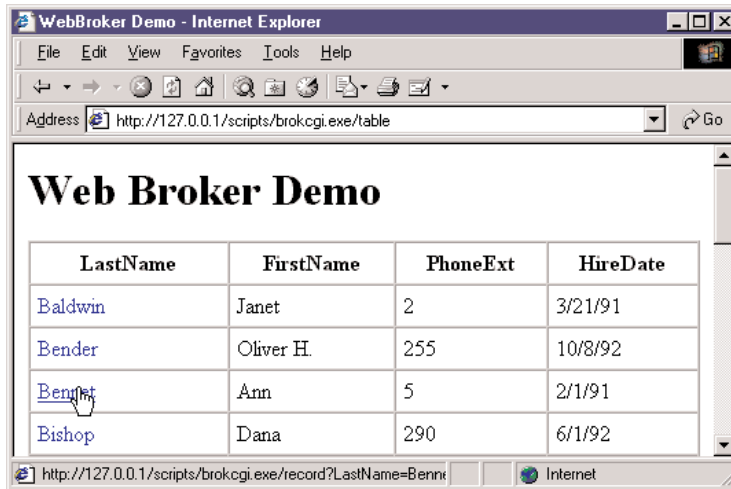 WebBroker Demo - Internet Explorer
File Edit View Favorites Tools Help
Address http://127.0.0.1/scripts/brokcgi.exe/table Go
Web Broker Demo
LastName FirstName PhoneExt HireDate
Baldwin Janet 2 3/21/91
Bender Oliver H. 255 10/8/92
Bennet Ann 5 2/1/91
Bishop Dana 290 6/1/92
http://127.0.0.1/scripts/brokcgi.exe/record?LastName=Benne Internet